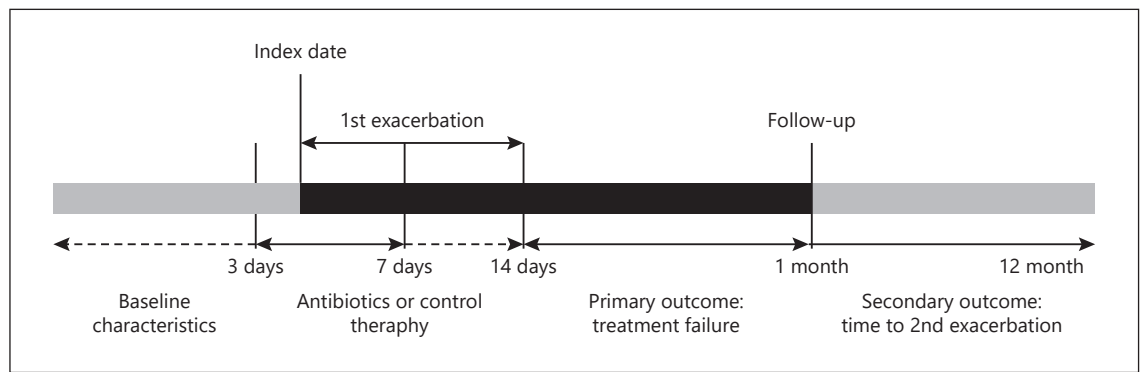 Index date
1st exacerbation
Follow-up
3 days
7 days
14 days
1 month
12 month
Baseline
characteristics
Antibiotics or control
theraphy
Primary outcome:
treatment failure
Secondary outcome:
time to 2nd exacerbation